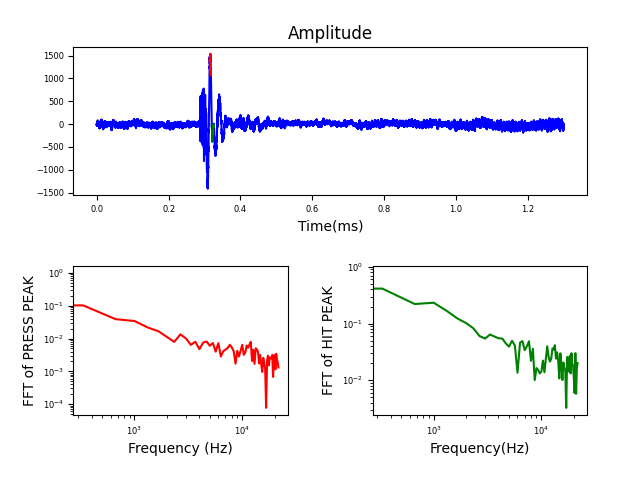 Amplitude
1500
1000
500
0
−500
−1000
−1500
0.0 0.2 0.4 0.6 0.8 1.0 1.2
Time(ms)
FFT of PRESS PEAK
10⁰
10⁻¹
10⁻²
10⁻³
10⁻⁴
10³ 10⁴
Frequency (Hz)
FFT of HIT PEAK
10⁰
10⁻¹
10⁻²
10³ 10⁴
Frequency(Hz)